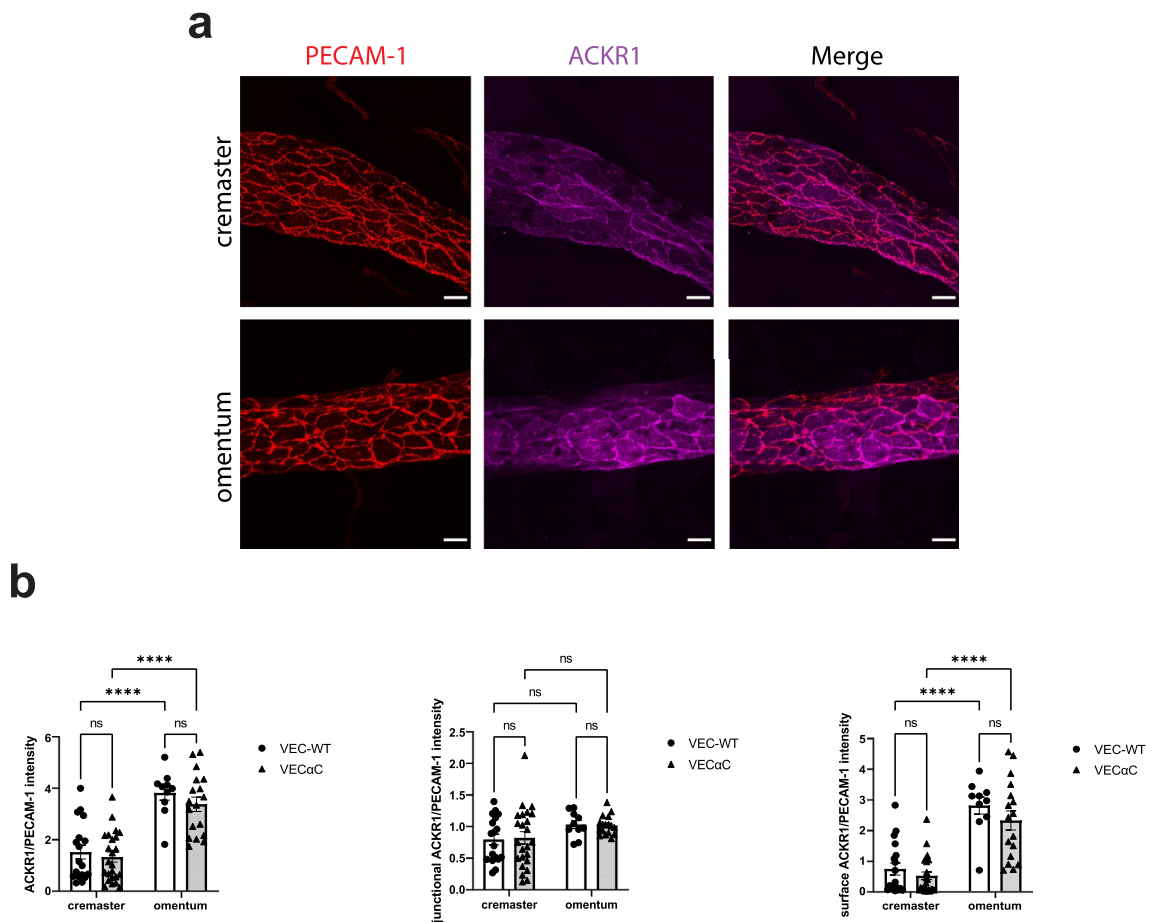 a
PECAM-1 ACKR1 Merge
cremaster
omentum
b
ACKR1/PECAM-1 intensity
6
4
2
0
ns
ns
****
****
cremaster omentum
VEC-WT
VECαC
junctional ACKR1/PECAM-1 intensity
2.5
2.0
1.5
1.0
0.5
0.0
ns
ns
ns
ns
cremaster omentum
VEC-WT
VECαC
surface ACKR1/PECAM-1 intensity
5
4
3
2
1
0
ns
ns
****
****
cremaster omentum
VEC-WT
VECαC